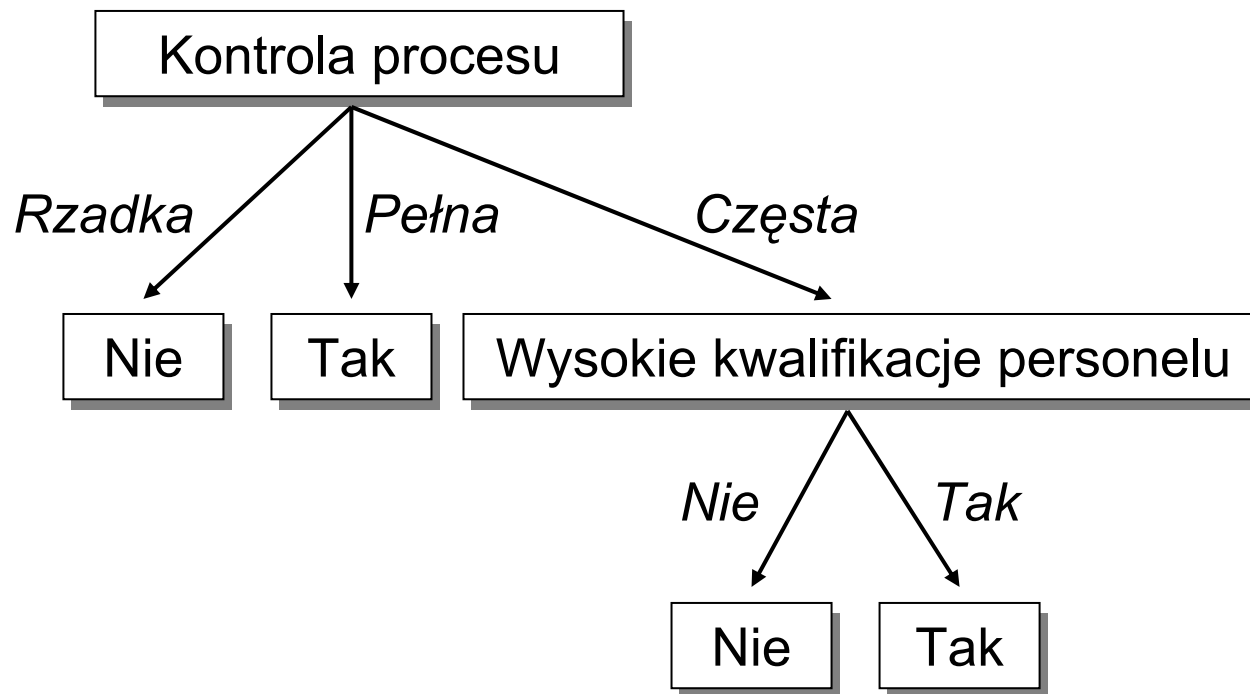 Kontrola procesu
Rzadka
Pełna
Częsta
Nie
Tak
Wysokie kwalifikacje personelu
Nie
Tak
Nie
Tak